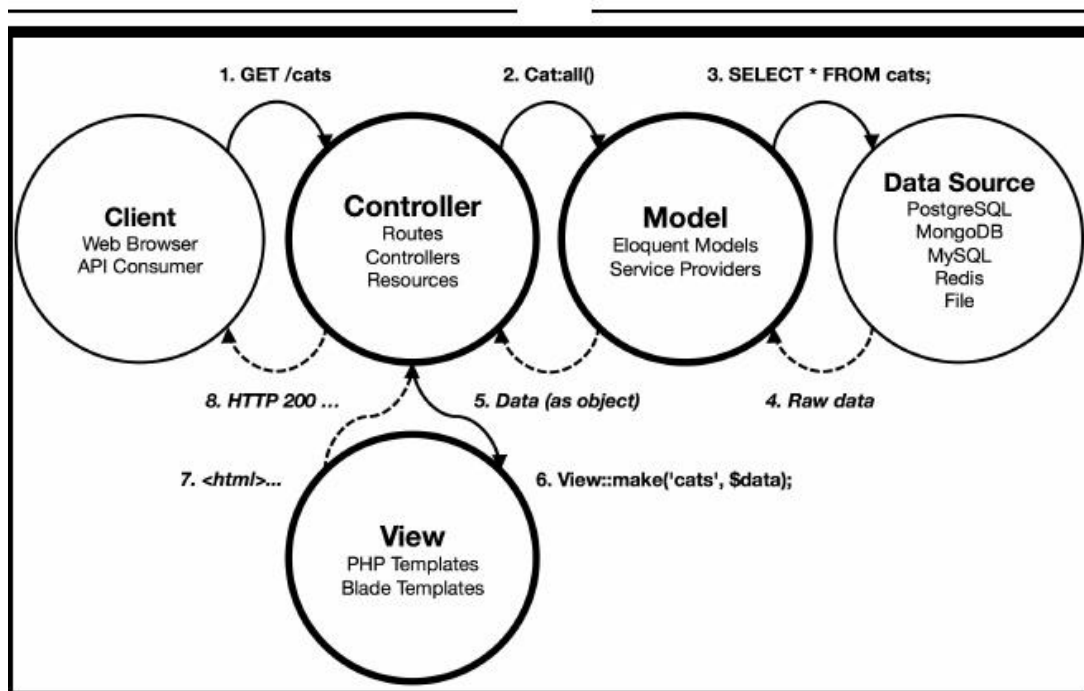 1. GET /cats
2. Cat:all()
3. SELECT * FROM cats;
Client
Web Browser
API Consumer
Controller
Routes
Controllers
Resources
Model
Eloquent Models
Service Providers
Data Source
PostgreSQL
MongoDB
MySQL
Redis
File
8. HTTP 200 ...
5. Data (as object)
4. Raw data
7. <html>...
6. View::make('cats', $data);
View
PHP Templates
Blade Templates